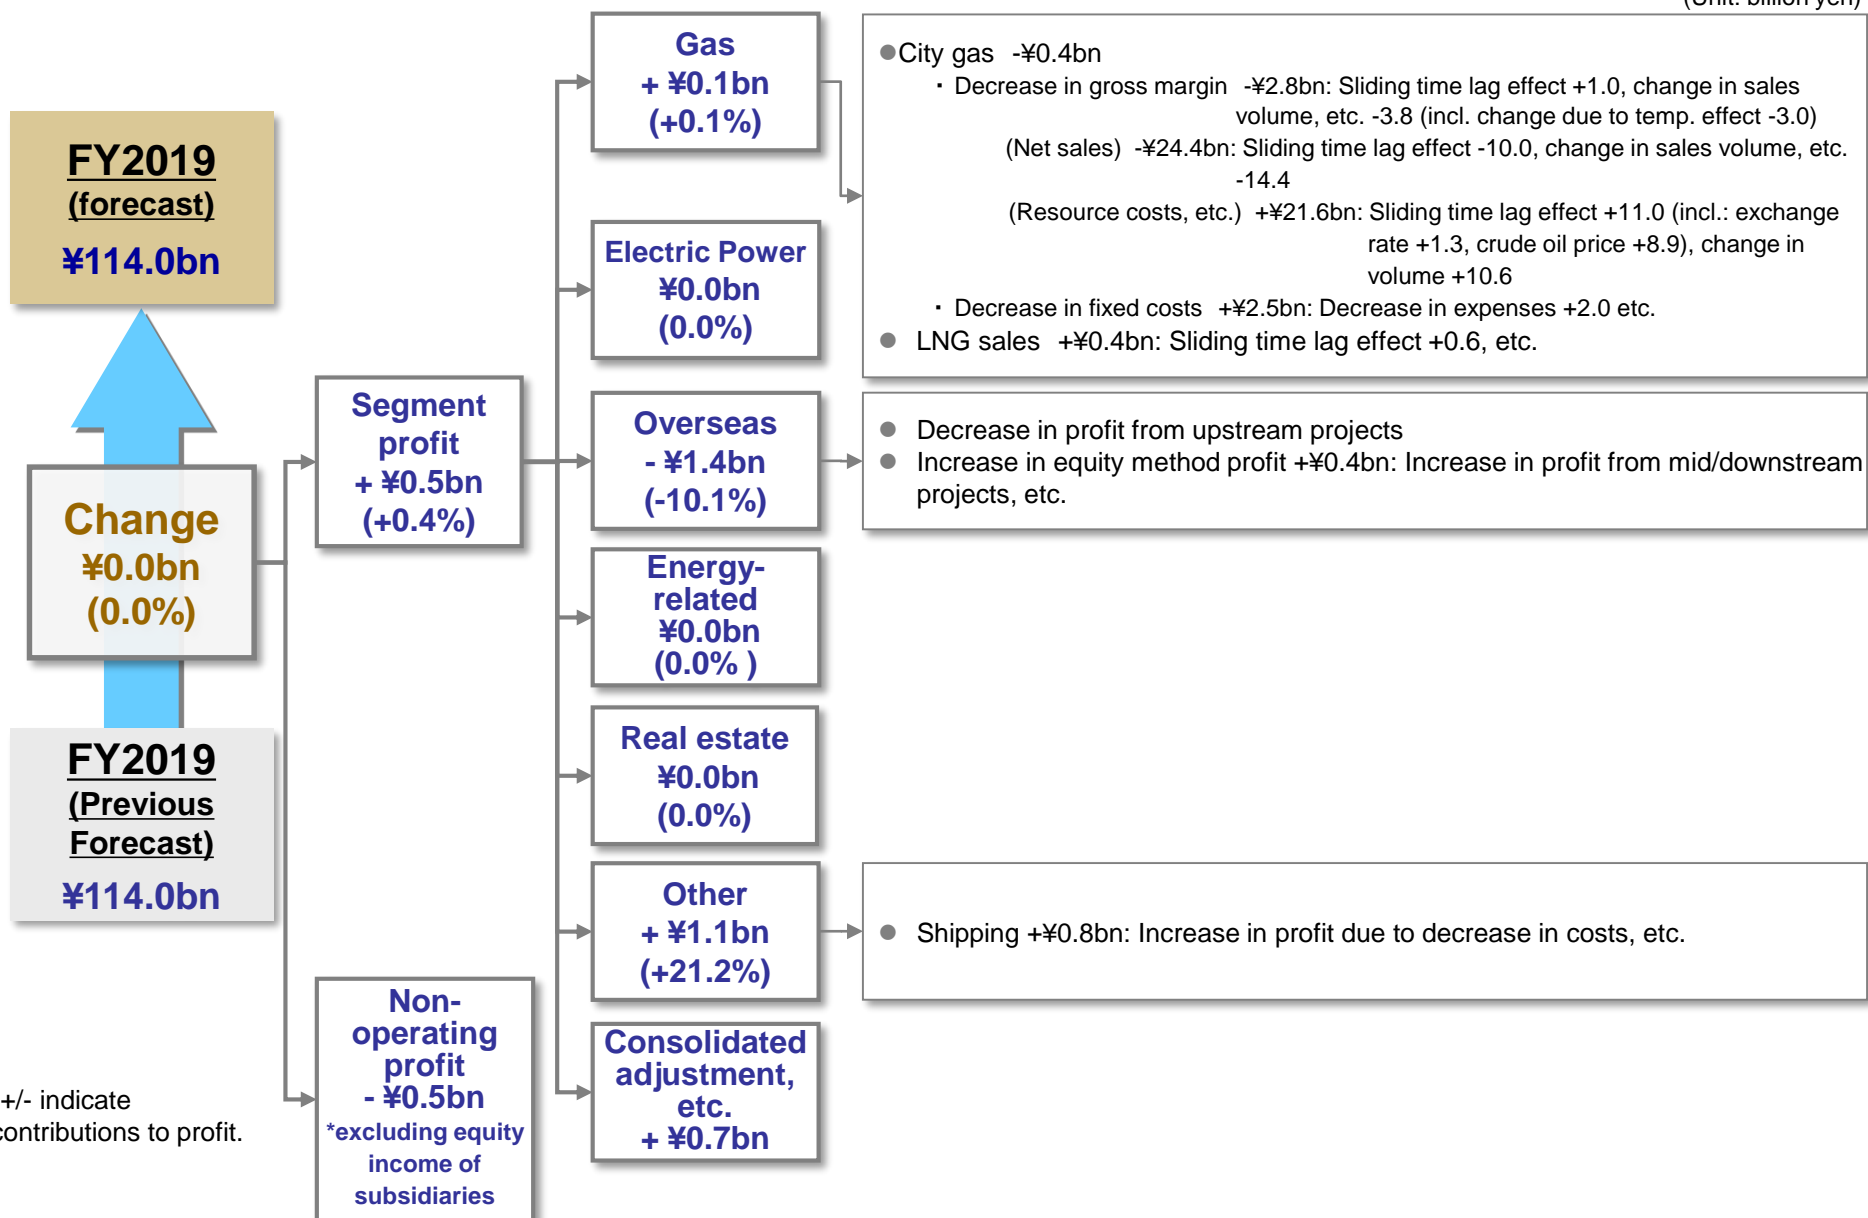 (Unit: billion yen)
FY2019
(forecast)
¥114.0bn
Change
¥0.0bn
(0.0%)
FY2019
(Previous
Forecast)
¥114.0bn
+/- indicate
contributions to profit.
Segment
profit
+ ¥0.5bn
(+0.4%)
Non-
operating
profit
- ¥0.5bn
*excluding equity
income of
subsidiaries
Gas
+ ¥0.1bn
(+0.1%)
Electric Power
¥0.0bn
(0.0%)
Overseas
- ¥1.4bn
(-10.1%)
Energy-
related
¥0.0bn
(0.0% )
Real estate
¥0.0bn
(0.0%)
Other
+ ¥1.1bn
(+21.2%)
Consolidated
adjustment,
etc.
+ ¥0.7bn
●City gas -¥0.4bn
・Decrease in gross margin -¥2.8bn: Sliding time lag effect +1.0, change in sales
volume, etc. -3.8 (incl. change due to temp. effect -3.0)
(Net sales) -¥24.4bn: Sliding time lag effect -10.0, change in sales volume, etc.
-14.4
(Resource costs, etc.) +¥21.6bn: Sliding time lag effect +11.0 (incl.: exchange
rate +1.3, crude oil price +8.9), change in
volume +10.6
・Decrease in fixed costs +¥2.5bn: Decrease in expenses +2.0 etc.
● LNG sales +¥0.4bn: Sliding time lag effect +0.6, etc.
● Decrease in profit from upstream projects
● Increase in equity method profit +¥0.4bn: Increase in profit from mid/downstream
projects, etc.
● Shipping +¥0.8bn: Increase in profit due to decrease in costs, etc.